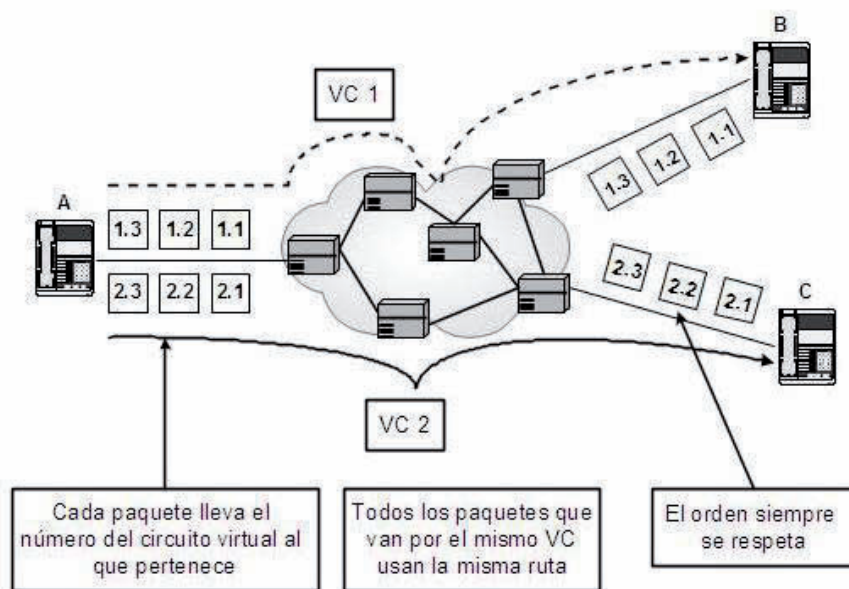 B
VC 1
1.3 1.2 1.1
A
1.3 1.2 1.1
2.3 2.2 2.1
2.3 2.2 2.1
C
VC 2
Cada paquete lleva el
número del circuito virtual al
que pertenece
Todos los paquetes que
van por el mismo VC
usan la misma ruta
El orden siempre
se respeta